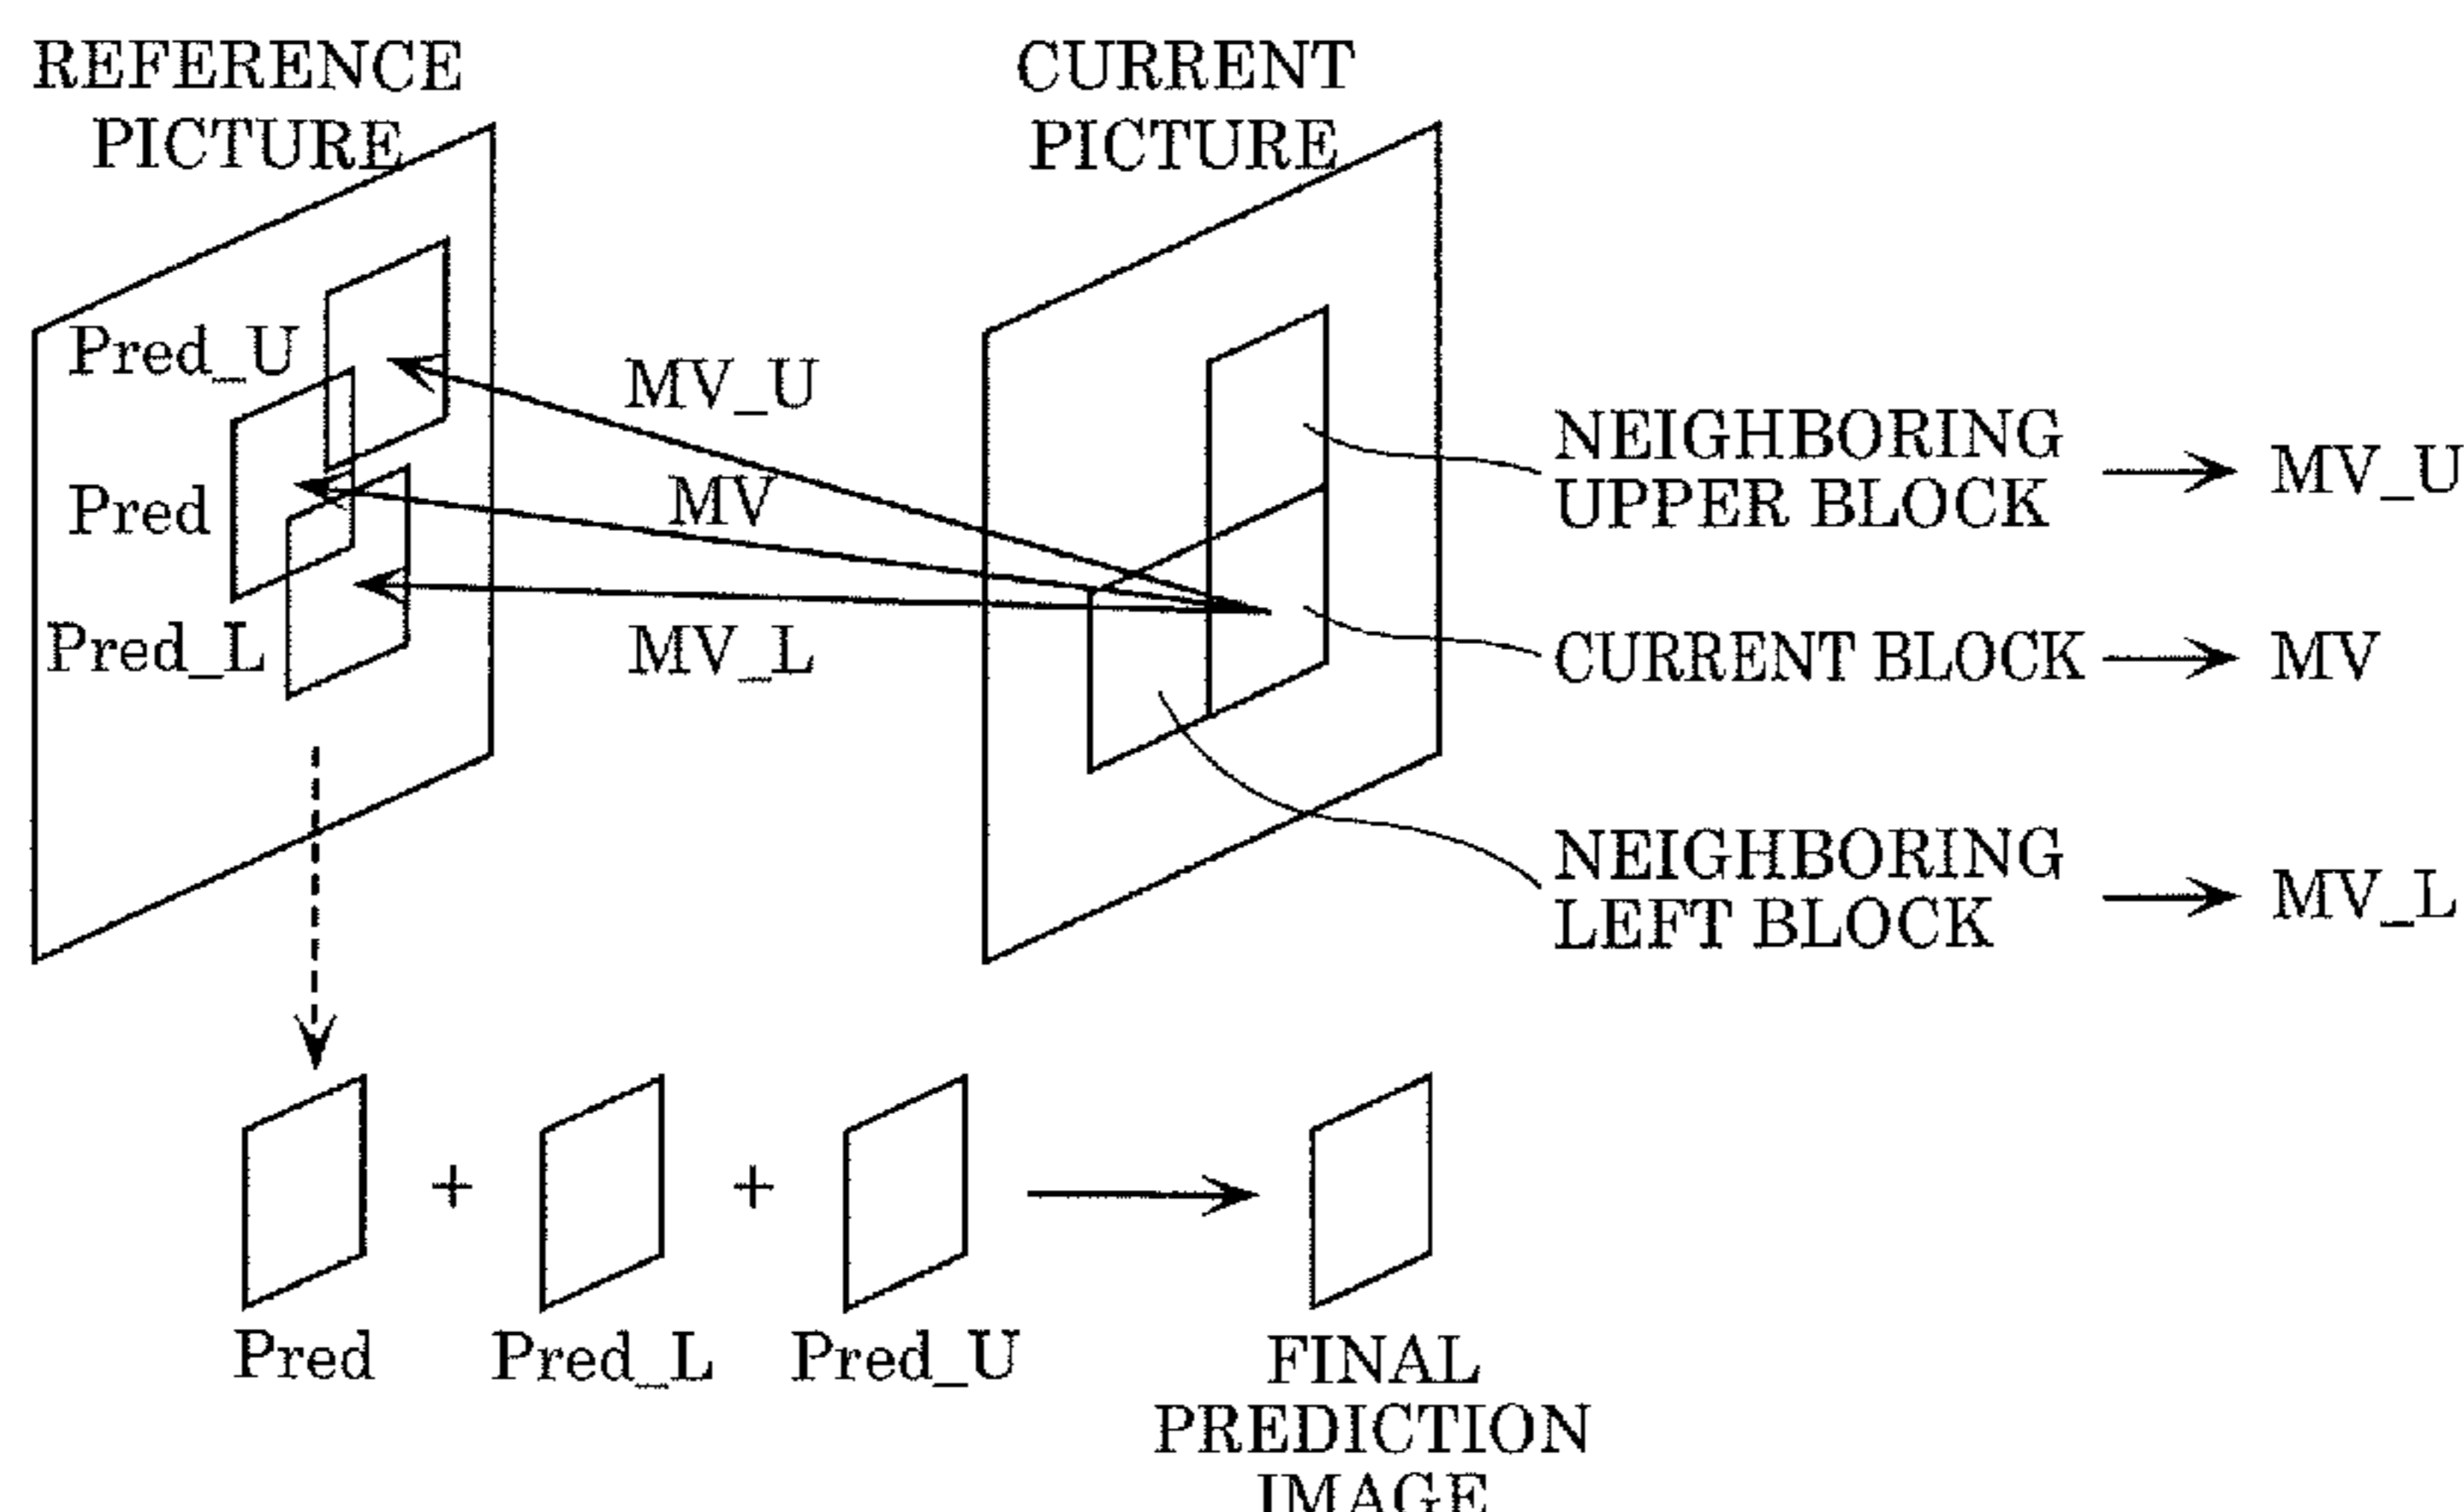 REFERENCE
PICTURE
CURRENT
PICTURE
Pred_U
Pred
Pred_L
MV_U
MV
MV_L
NEIGHBORING
UPPER BLOCK
MV_U
CURRENT BLOCK
MV
NEIGHBORING
LEFT BLOCK
MV_L
Pred
+
Pred_L
+
Pred_U
FINAL
PREDICTION
IMAGE